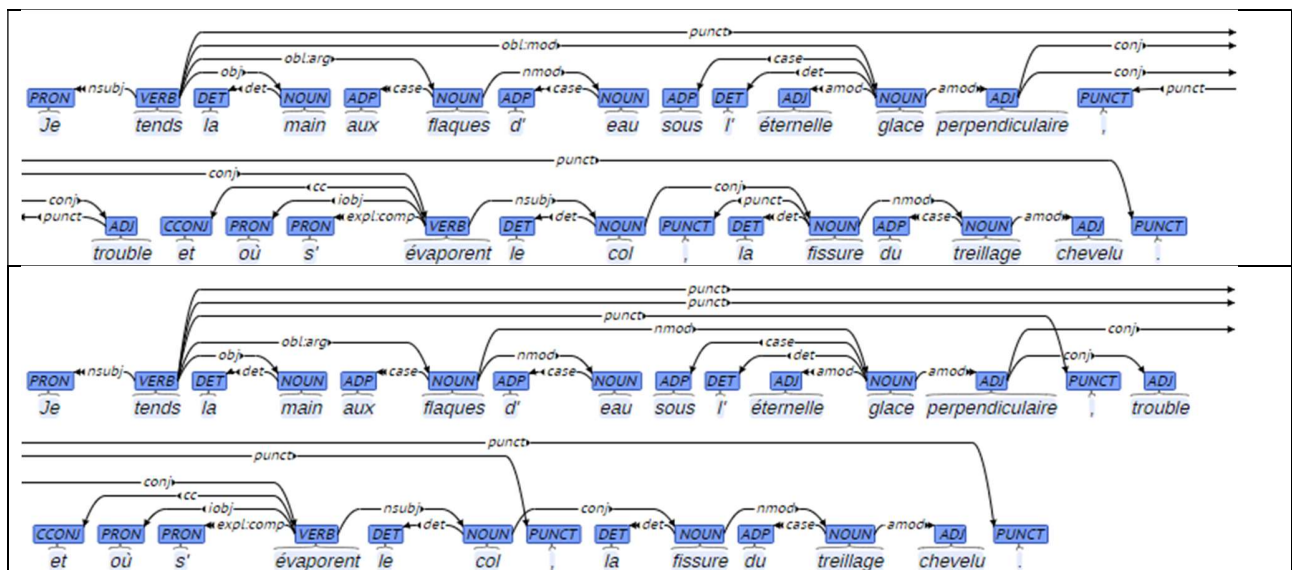 punct
obl:mod conj
obl:arg case
obj nmod det conj
nsubj det case case amod amod punct
PRON VERB DET NOUN ADP NOUN ADP NOUN ADP DET ADJ NOUN ADJ PUNCT
Je tends la main aux flaques d' eau sous l' éternelle glace perpendiculaire ,
punct
conj
cc
conj iobj nsubj conj nmod
punct expl:comp det punct det case amod
ADJ CCONJ PRON PRON VERB DET NOUN PUNCT DET NOUN ADP NOUN ADJ PUNCT
trouble et où s' évaporent le col , la fissure du treillage chevelu .
punct
punct
punct
nmod conj
obl:arg case
obj nmod det conj
nsubj det case case amod amod
PRON VERB DET NOUN ADP NOUN ADP NOUN ADP DET ADJ NOUN ADJ PUNCT ADJ
Je tends la main aux flaques d' eau sous l' éternelle glace perpendiculaire , trouble
punct
punct
conj
cc
iobj nsubj conj nmod
expl:comp det det case amod
CCONJ PRON PRON VERB DET NOUN PUNCT DET NOUN ADP NOUN ADJ PUNCT
et où s' évaporent le col , la fissure du treillage chevelu .